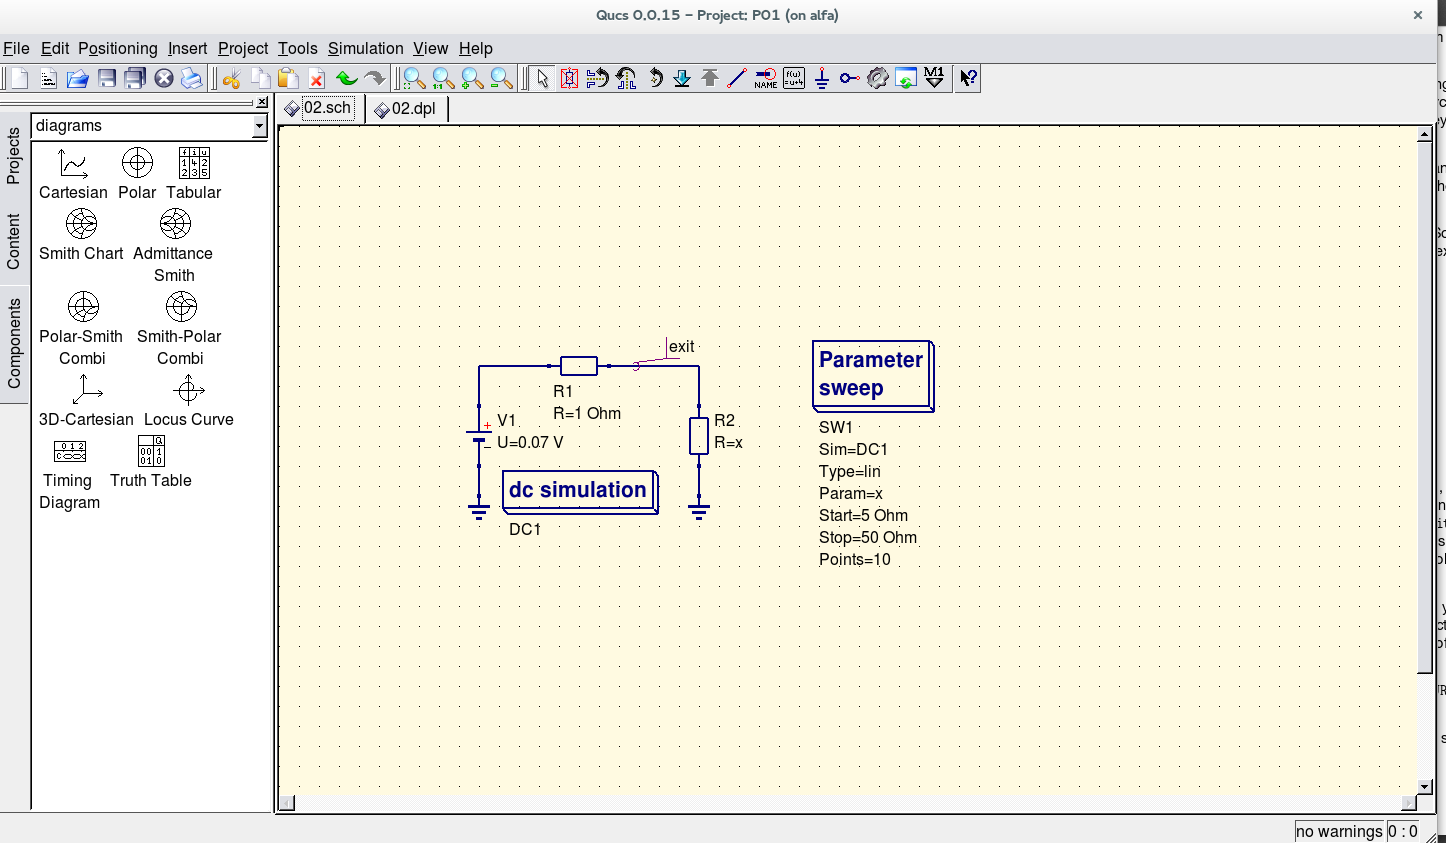 Qucs 0.0.15 - Project: P01 (on alfa)
File Edit Positioning Insert Project Tools Simulation View Help
1:1
NAME
f(ω)
M1
02.sch
02.dpl
diagrams
Projects
Content
Components
Cartesian
Polar
Tabular
Smith Chart
Admittance
Smith
Polar-Smith
Combi
Smith-Polar
Combi
3D-Cartesian
Locus Curve
Timing
Diagram
Truth Table
exit
R1
R=1 Ohm
V1
U=0.07 V
R2
R=x
dc simulation
DC1
Parameter
sweep
SW1
Sim=DC1
Type=lin
Param=x
Start=5 Ohm
Stop=50 Ohm
Points=10
no warnings
0 : 0